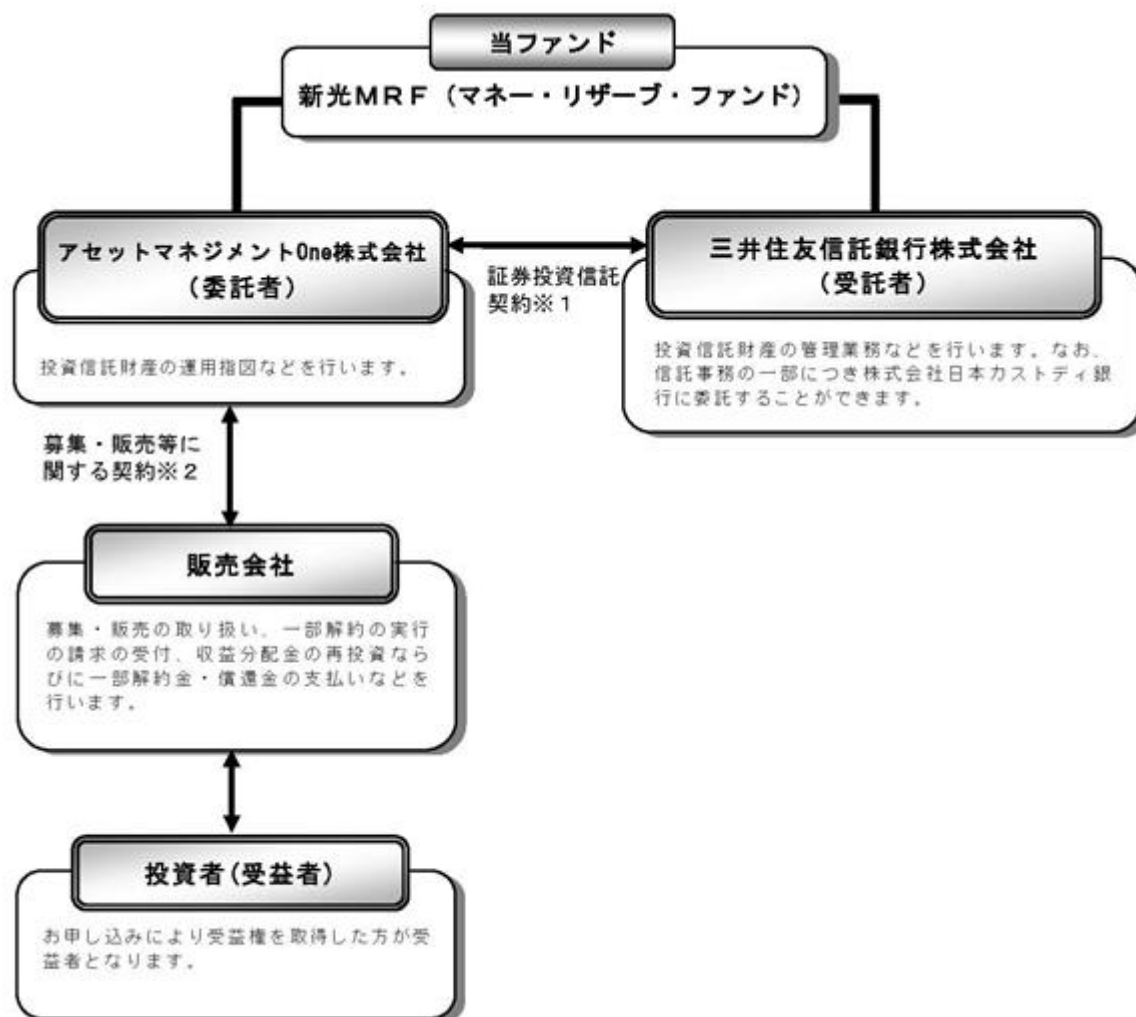 当ファンド
新光ＭＲＦ（マネー・リザーブ・ファンド）
アセットマネジメントOne株式会社
（委託者）
投資信託財産の運用指図などを行います。
証券投資信託
契約※１
三井住友信託銀行株式会社
（受託者）
投資信託財産の管理業務などを行います。なお、
信託事務の一部につき株式会社日本カストディ銀
行に委託することができます。
募集・販売等に
関する契約※２
販売会社
募集・販売の取り扱い、一部解約の実行
の請求の受付、収益分配金の再投資なら
びに一部解約金・償還金の支払いなどを
行います。
投資者(受益者)
お申し込みにより受益権を取得した方が受
益者となります。